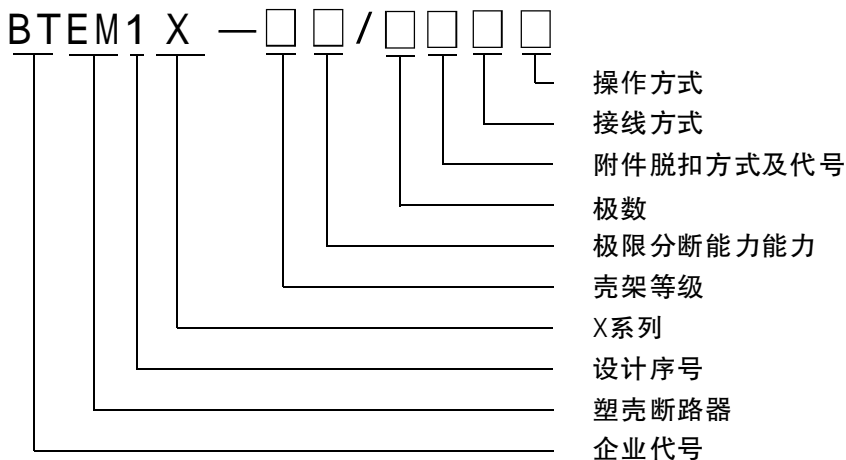 BTEM1X—□□/□□□□
操作方式
接线方式
附件脱扣方式及代号
极数
极限分断能力能力
壳架等级
X系列
设计序号
塑壳断路器
企业代号